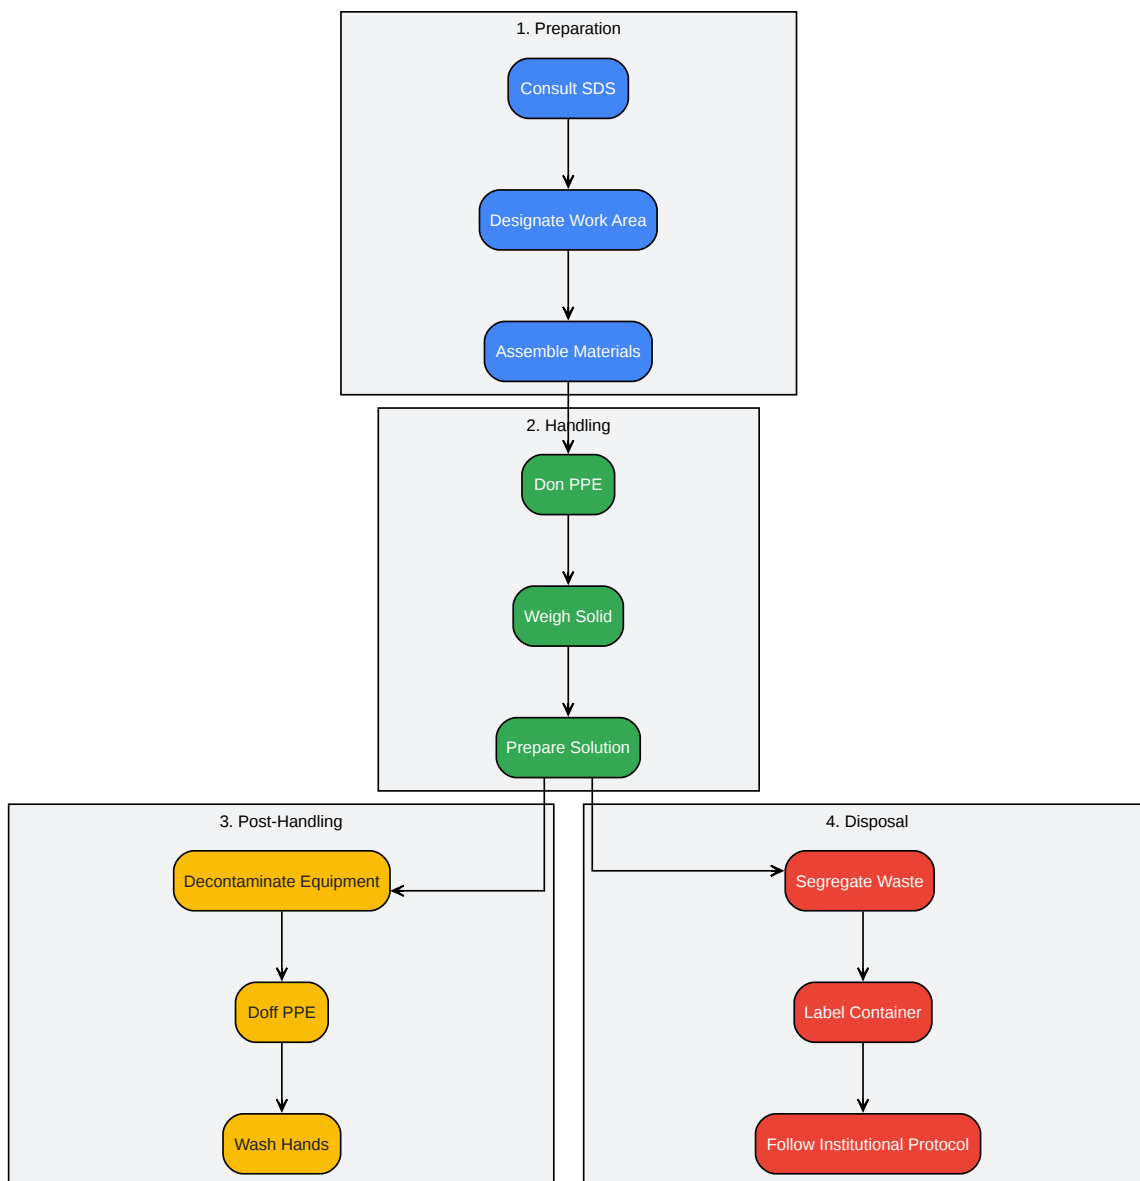 1. Preparation
Consult SDS
Designate Work Area
Assemble Materials
2. Handling
Don PPE
Weigh Solid
Prepare Solution
3. Post-Handling
Decontaminate Equipment
Doff PPE
Wash Hands
4. Disposal
Segregate Waste
Label Container
Follow Institutional Protocol